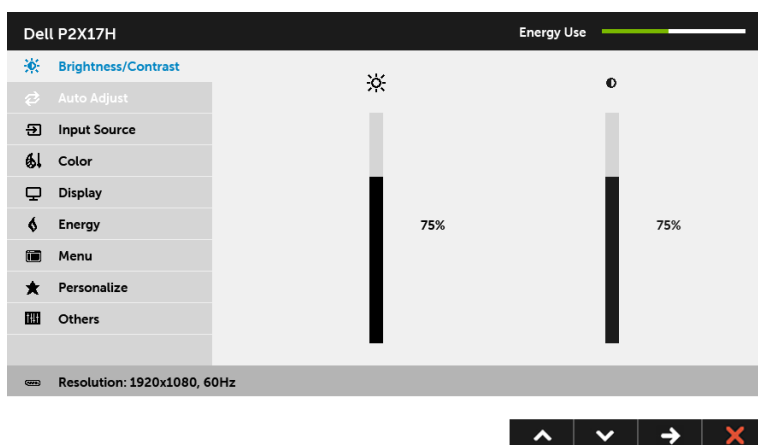 Dell P2X17H
Energy Use
Brightness/Contrast
Auto Adjust
Input Source
Color
Display
Energy
Menu
Personalize
Others
75%
75%
Resolution: 1920x1080, 60Hz